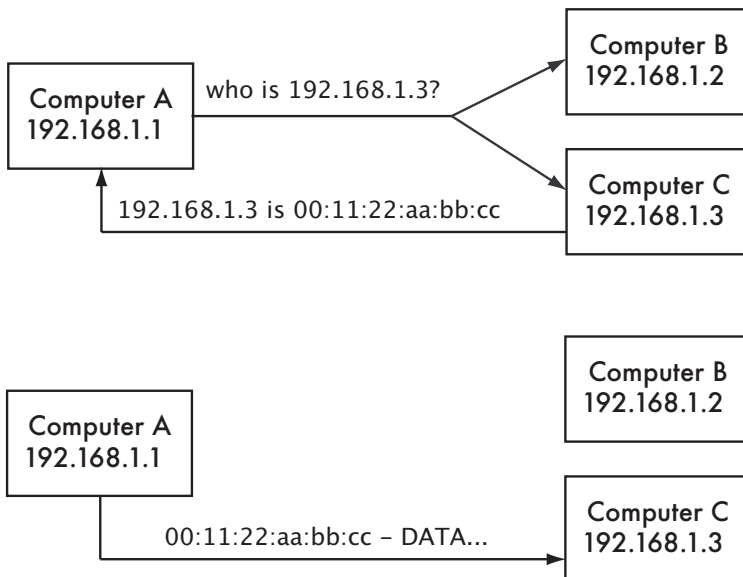 Computer B
192.168.1.2
Computer A
192.168.1.1
who is 192.168.1.3?
Computer C
192.168.1.3
192.168.1.3 is 00:11:22:aa:bb:cc
Computer B
192.168.1.2
Computer A
192.168.1.1
Computer C
192.168.1.3
00:11:22:aa:bb:cc – DATA...